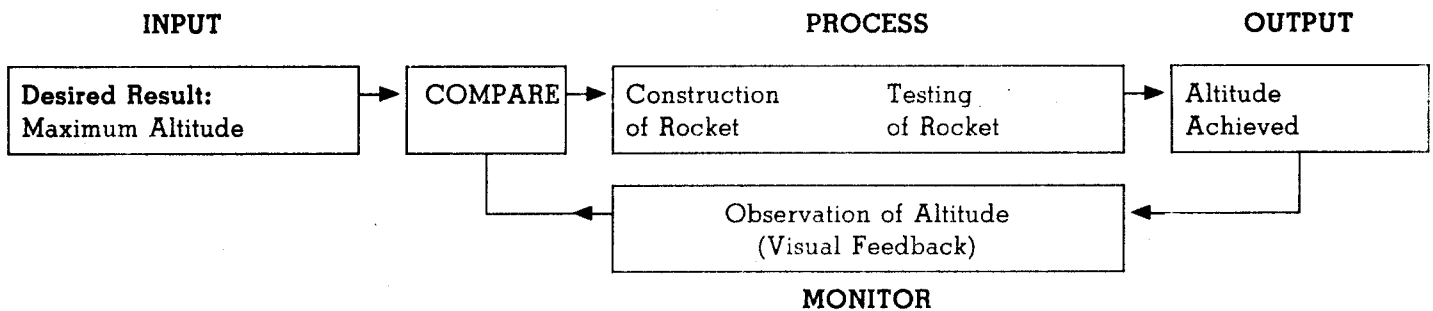 INPUT
PROCESS
OUTPUT
Desired Result:
Maximum Altitude
COMPARE
Construction
of Rocket
Testing
of Rocket
Altitude
Achieved
Observation of Altitude
(Visual Feedback)
MONITOR